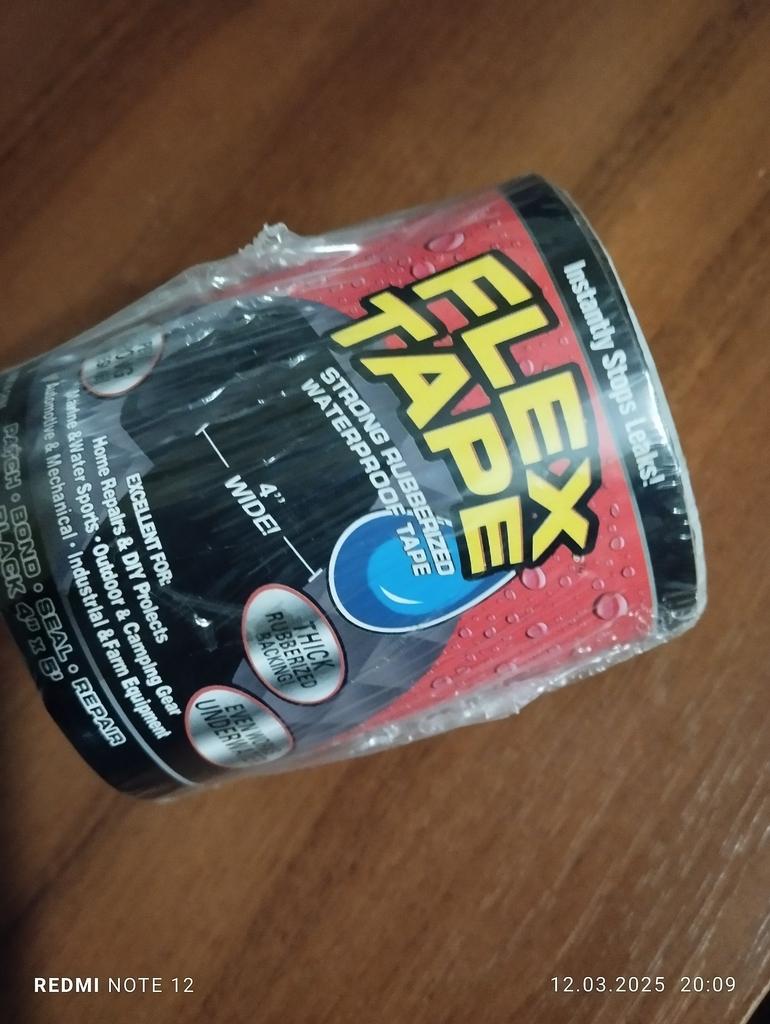 Instantly Stops Leaks!
FLEX
TAPE
STRONG RUBBERIZED
WATERPROOF TAPE
4"
WIDE!
THICK
RUBBERIZED
BACKING!
EVEN
EXCELLENT FOR:
Home Repairs & DIY Projects
Marine & Water Sports • Outdoor & Camping Gear
Automotive & Mechanical • Industrial & Farm Equipment
PATCH • BOND • SEAL • REPAIR
BLACK 4" X 5'
REDMI NOTE 12
12.03.2025 20:09